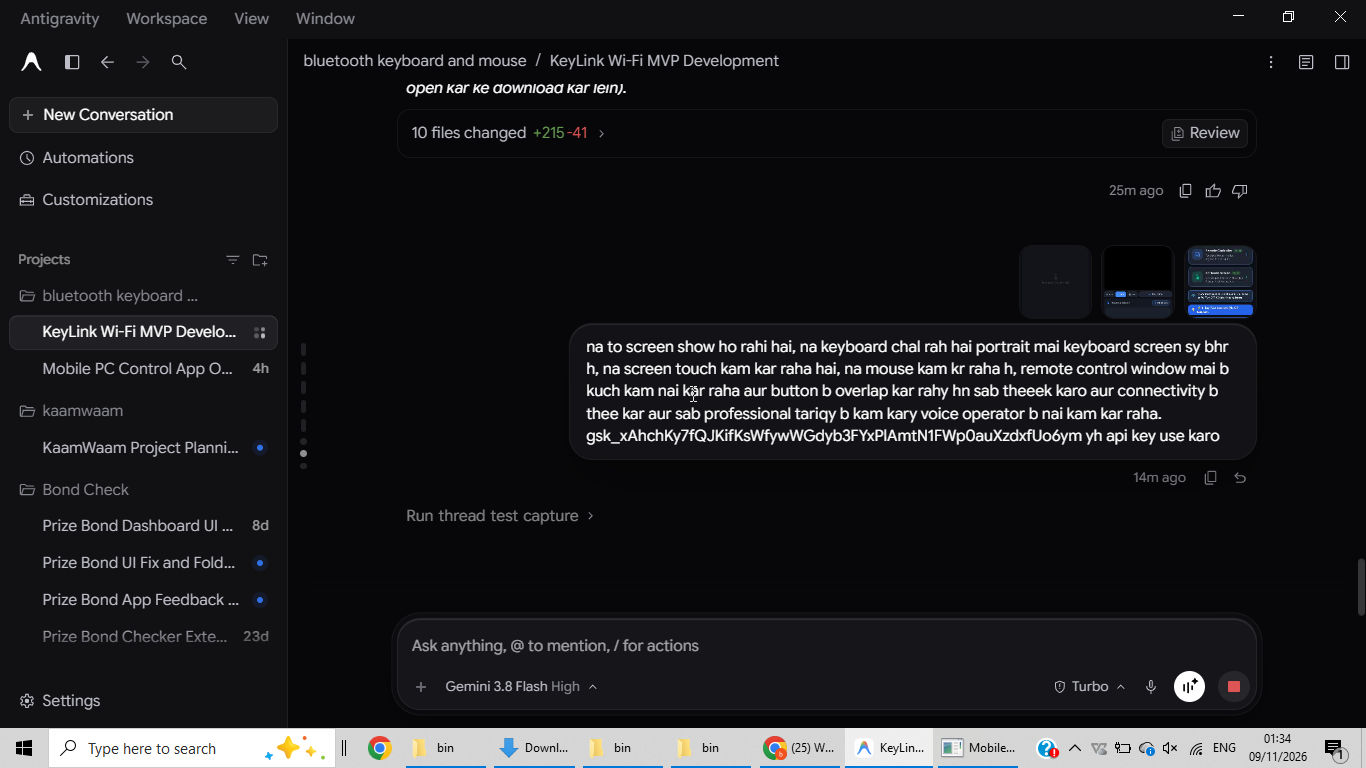 Antigravity Workspace View Window
bluetooth keyboard and mouse / KeyLink Wi-Fi MVP Development
New Conversation
Automations
Customizations
Projects
bluetooth keyboard ...
KeyLink Wi-Fi MVP Develo...
Mobile PC Control App O... 4h
kaamwaam
KaamWaam Project Planni...
Bond Check
Prize Bond Dashboard UI ... 8d
Prize Bond UI Fix and Fold...
Prize Bond App Feedback ...
Prize Bond Checker Exte... 23d
Settings
open kar ke download kar lein).
10 files changed +215 -41
Review
25m ago
na to screen show ho rahi hai, na keyboard chal rah hai portrait mai keyboard screen sy bhr
h, na screen touch kam kar raha hai, na mouse kam kr raha h, remote control window mai b
kuch kam nai kar raha aur button b overlap kar rahy hn sab theeek karo aur connectivity b
thee kar aur sab professional tariqy b kam kary voice operator b nai kam kar raha.
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 yh api key use karo
14m ago
Run thread test capture
Ask anything, @ to mention, / for actions
Gemini 3.8 Flash High
Turbo
Type here to search
bin
Downl...
bin
bin
(25) W...
KeyLin...
Mobile...
ENG
01:34
09/11/2026
1